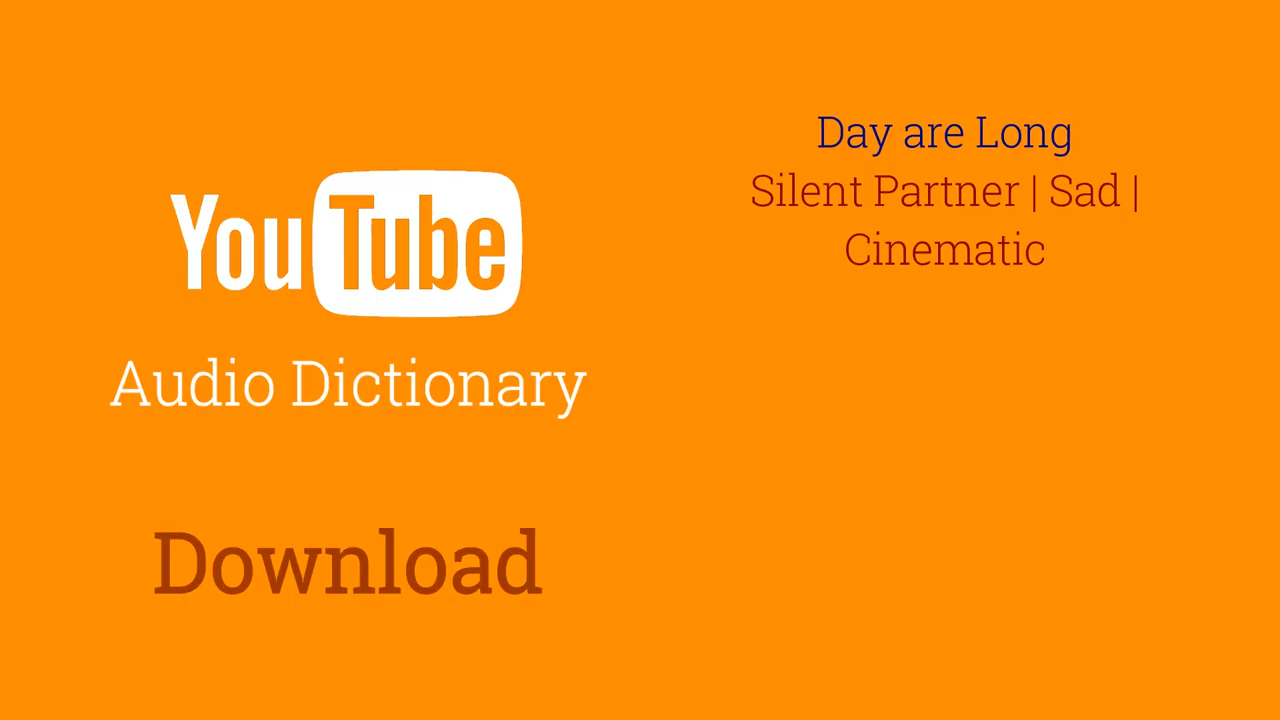 YouTube
Audio Dictionary
Download
Day are Long
Silent Partner | Sad |
Cinematic